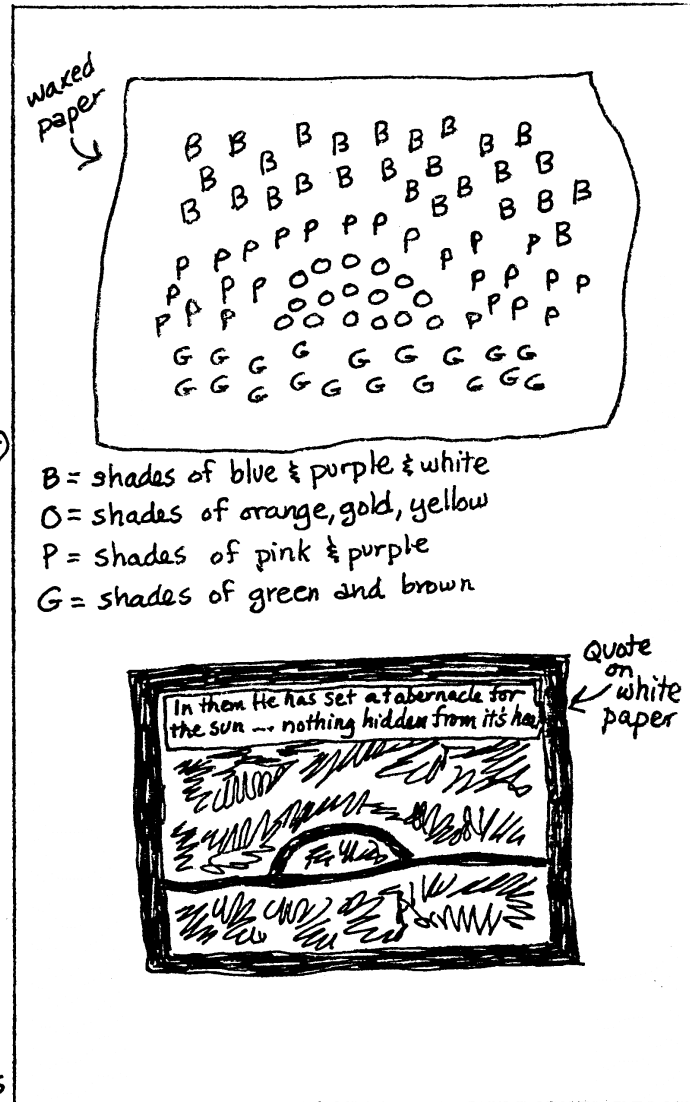 waxed
paper
B B B B B B B B B B
B B B B B B B B
B B B B B B B B
P P P P P P P P B
P P O O O O P P P P P
P P P O O O O O O P P
P P P O O O O O O P P
G G G G G G G G G
G G G G G G G G G G
B = shades of blue & purple & white
O = shades of orange, gold, yellow
P = shades of pink & purple
G = shades of green and brown
Quote
on
white
paper
In them He has set a tabernacle for
the sun ... nothing hidden from it's